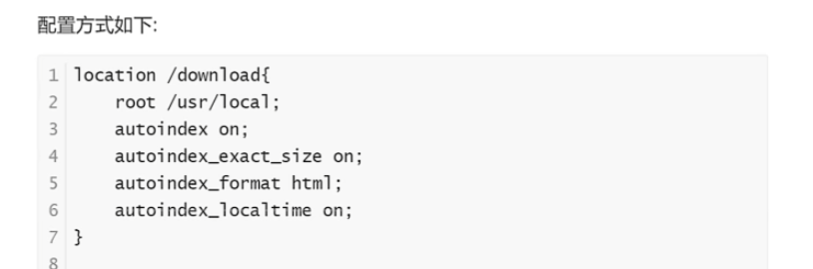 配置方式如下:
1 location /download{
2     root /usr/local;
3     autoindex on;
4     autoindex_exact_size on;
5     autoindex_format html;
6     autoindex_localtime on;
7 }
8